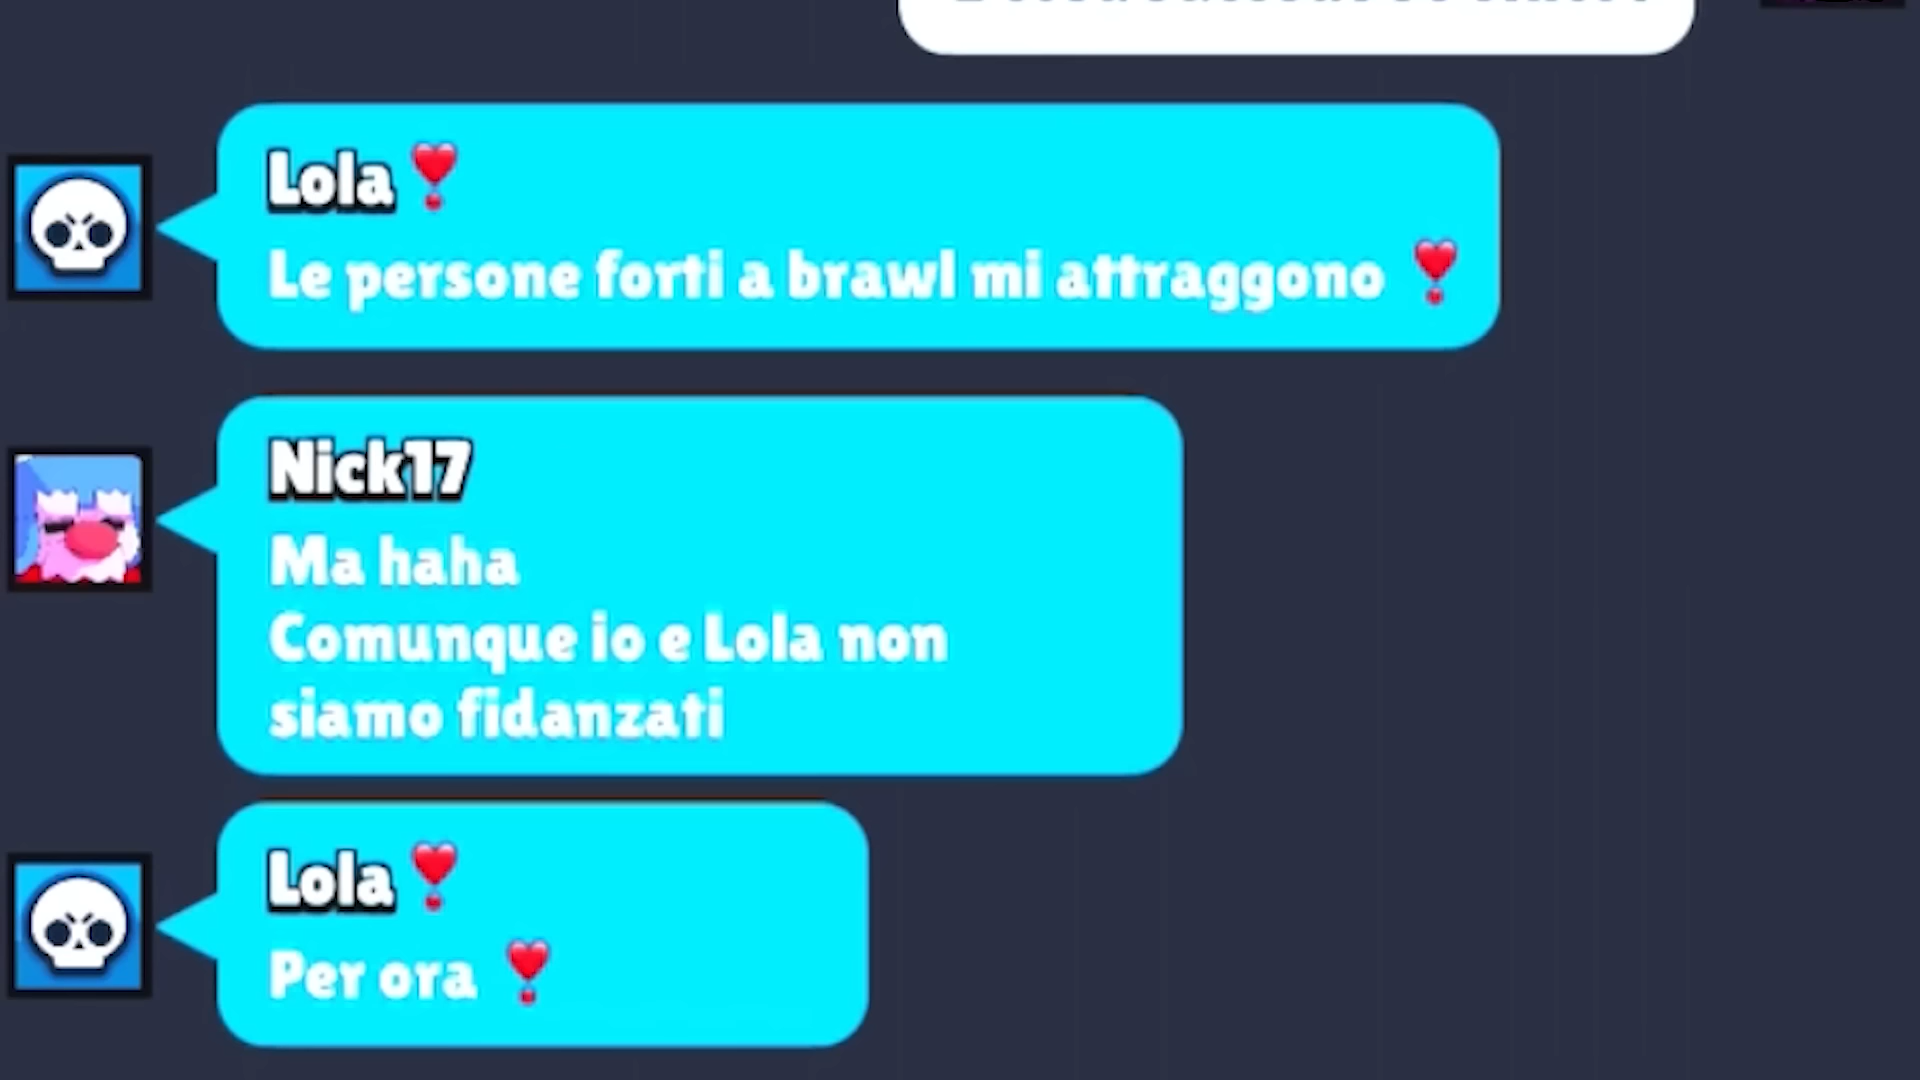 Lola❣️
Le persone forti a brawl mi attraggono ❣️
Nick17
Ma haha
Comunque io e Lola non
siamo fidanzati
Lola❣️
Per ora ❣️